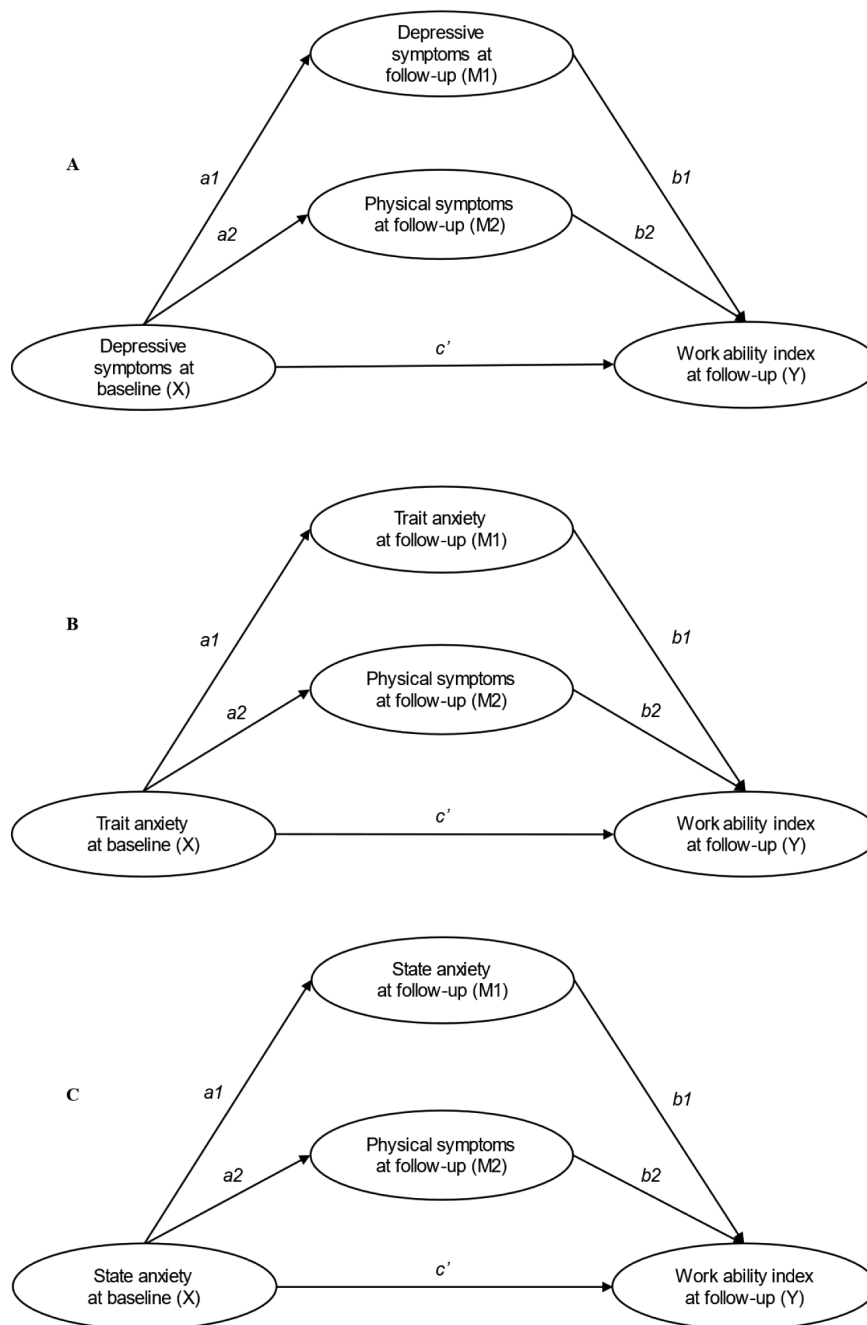 Depressive
symptoms at
follow-up (M1)
A
a1
b1
Physical symptoms
at follow-up (M2)
a2
b2
Depressive
symptoms at
baseline (X)
c'
Work ability index
at follow-up (Y)
Trait anxiety
at follow-up (M1)
B
a1
b1
Physical symptoms
at follow-up (M2)
a2
b2
Trait anxiety
at baseline (X)
c'
Work ability index
at follow-up (Y)
State anxiety
at follow-up (M1)
C
a1
b1
Physical symptoms
at follow-up (M2)
a2
b2
State anxiety
at baseline (X)
c'
Work ability index
at follow-up (Y)